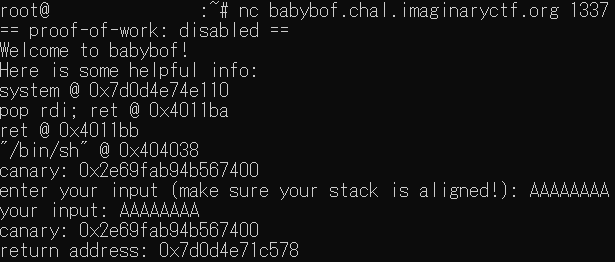 root@ :~# nc babybof.chal.imaginaryctf.org 1337
== proof-of-work: disabled ==
Welcome to babybof!
Here is some helpful info:
system @ 0x7d0d4e74e110
pop rdi; ret @ 0x4011ba
ret @ 0x4011bb
"/bin/sh" @ 0x404038
canary: 0x2e69fab94b567400
enter your input (make sure your stack is aligned!): AAAAAAAA
your input: AAAAAAAA
canary: 0x2e69fab94b567400
return address: 0x7d0d4e71c578